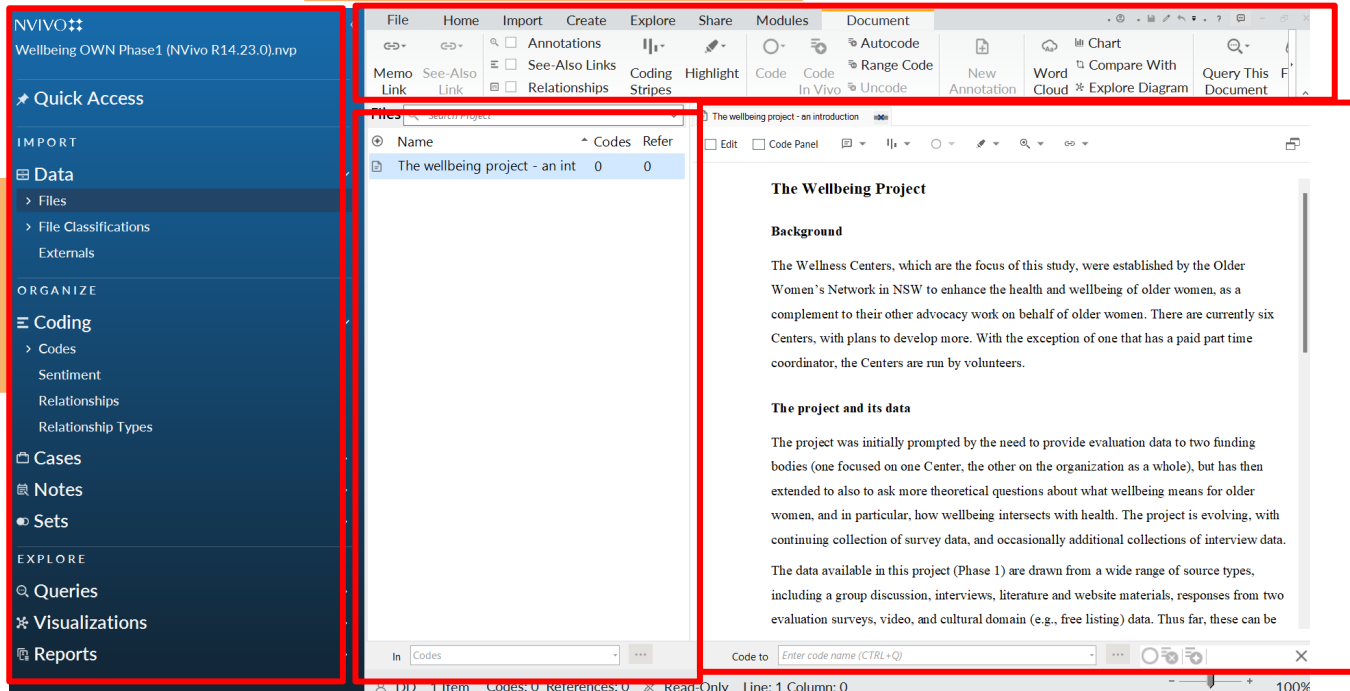 NVIVO
Wellbeing OWN Phase1 (NVivo R14.23.0).nvp
Quick Access
IMPORT
Data
Files
File Classifications
Externals
ORGANIZE
Coding
Codes
Sentiment
Relationships
Relationship Types
Cases
Notes
Sets
EXPLORE
Queries
Visualizations
Reports
File Home Import Create Explore Share Modules Document
Memo Link
See-Also Link
Annotations
See-Also Links
Relationships
Coding Stripes
Highlight
Code
Code In Vivo
Autocode
Range Code
Uncode
New Annotation
Word Cloud
Chart
Compare With
Explore Diagram
Query This Document
F
Files Search Project
Name Codes Refer
The wellbeing project - an int 0 0
In Codes
The wellbeing project - an introduction
Edit Code Panel
The Wellbeing Project
Background
The Wellness Centers, which are the focus of this study, were established by the Older
Women's Network in NSW to enhance the health and wellbeing of older women, as a
complement to their other advocacy work on behalf of older women. There are currently six
Centers, with plans to develop more. With the exception of one that has a paid part time
coordinator, the Centers are run by volunteers.
The project and its data
The project was initially prompted by the need to provide evaluation data to two funding
bodies (one focused on one Center, the other on the organization as a whole), but has then
extended to also to ask more theoretical questions about what wellbeing means for older
women, and in particular, how wellbeing intersects with health. The project is evolving, with
continuing collection of survey data, and occasionally additional collections of interview data.
The data available in this project (Phase 1) are drawn from a wide range of source types,
including a group discussion, interviews, literature and website materials, responses from two
evaluation surveys, video, and cultural domain (e.g., free listing) data. Thus far, these can be
Code to Enter code name (CTRL+Q)
DD 1 Item Codes: 0 References: 0 Read-Only Line: 1 Column: 0 100%